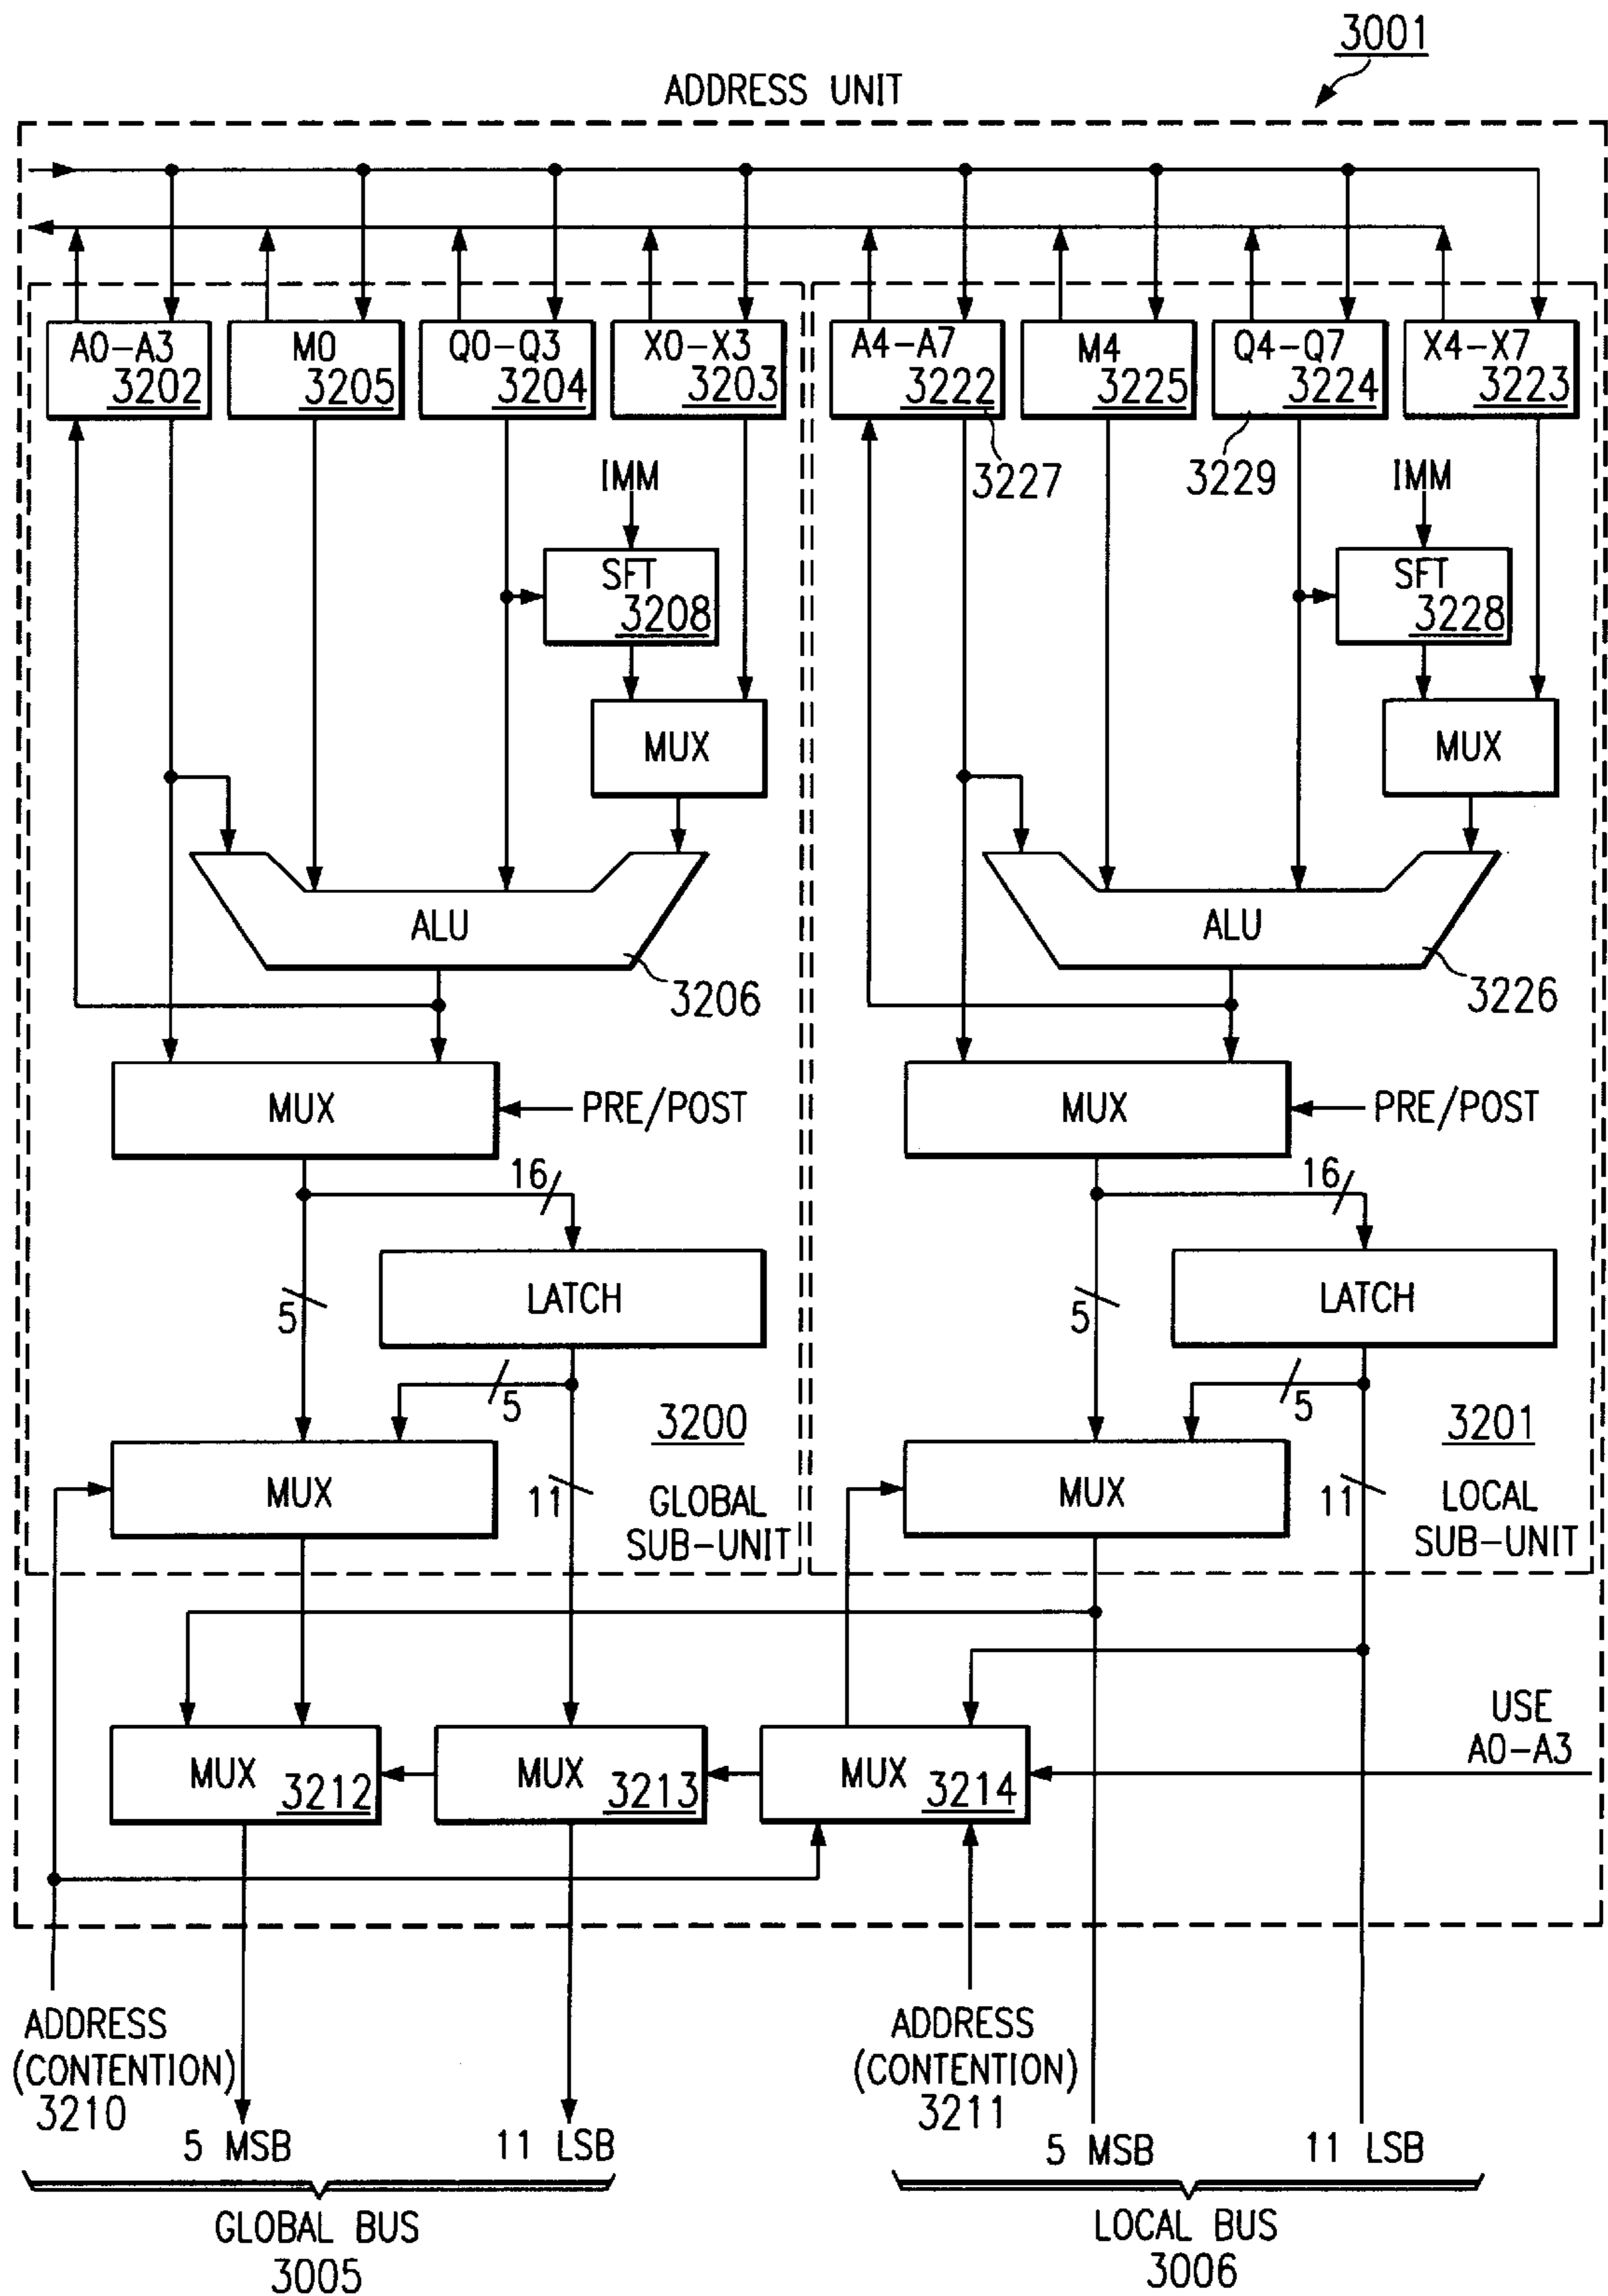 3001
ADDRESS UNIT
A0-A3
3202
M0
3205
Q0-Q3
3204
X0-X3
3203
A4-A7
3222
M4
3225
Q4-Q7
3224
X4-X7
3223
3227
3229
IMM
IMM
SFT
3208
SFT
3228
MUX
MUX
ALU
ALU
3206
3226
MUX
PRE/POST
MUX
PRE/POST
16
16
LATCH
LATCH
5
5
5
5
3200
3201
MUX
11
GLOBAL
SUB-UNIT
MUX
11
LOCAL
SUB-UNIT
USE
A0-A3
MUX
3212
MUX
3213
MUX
3214
ADDRESS
(CONTENTION)
3210
ADDRESS
(CONTENTION)
3211
5 MSB
11 LSB
5 MSB
11 LSB
GLOBAL BUS
3005
LOCAL BUS
3006